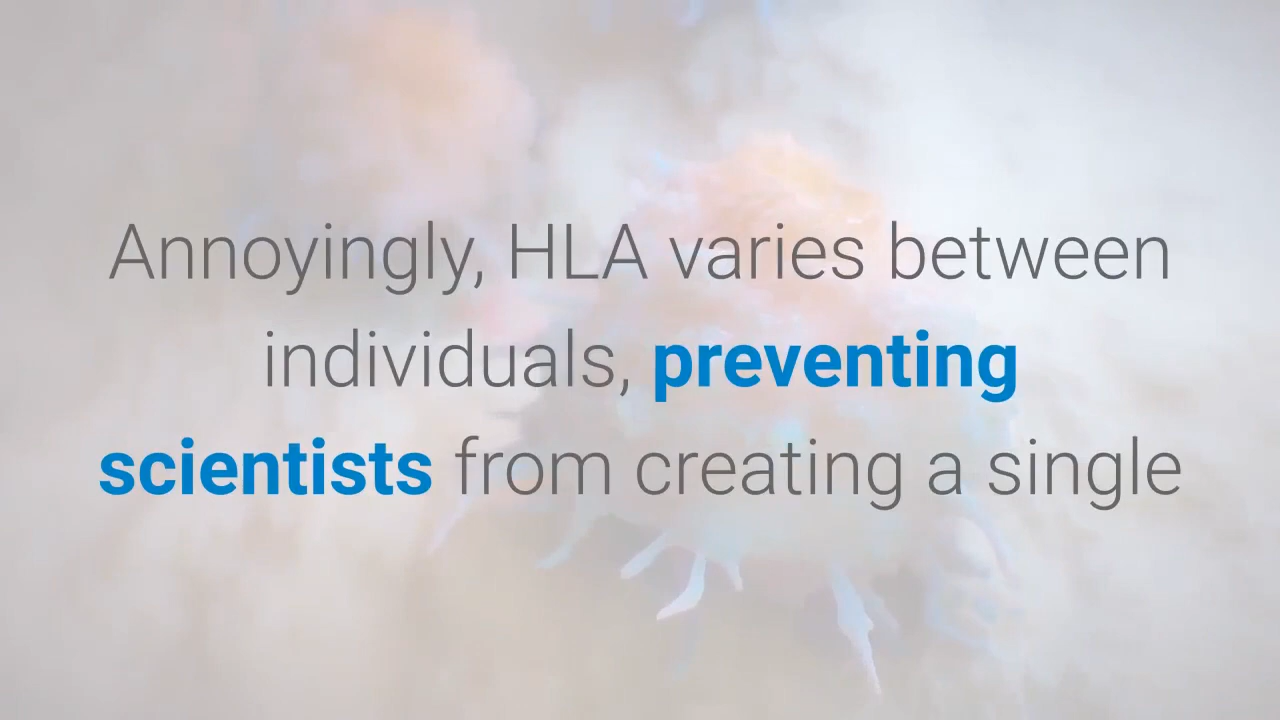 Annoyingly, HLA varies between
individuals, preventing
scientists from creating a single